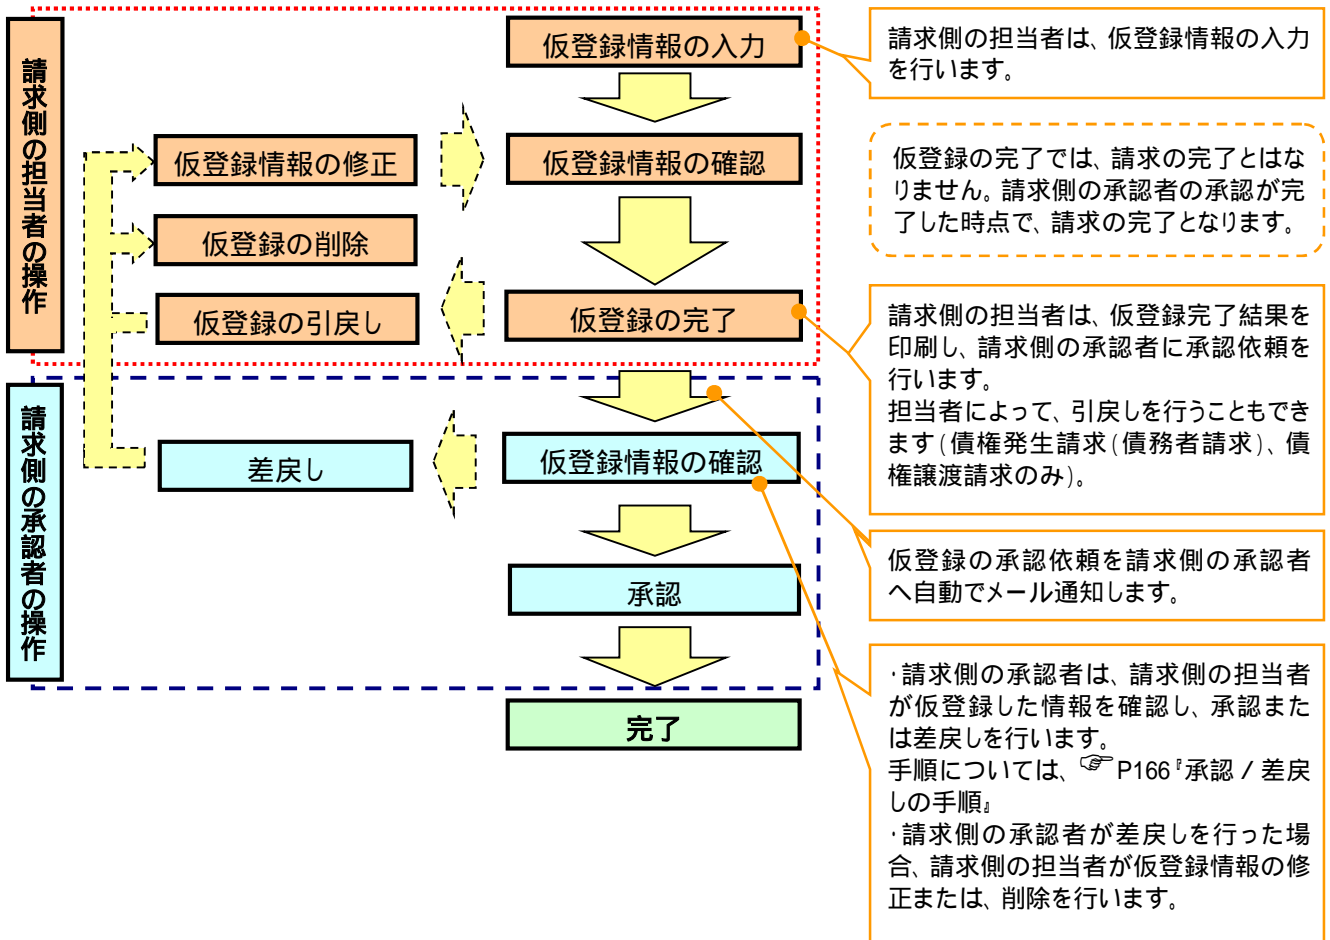 請求側の担当者の操作
仮登録情報の入力
仮登録情報の修正
仮登録情報の確認
仮登録の削除
仮登録の引戻し
仮登録の完了
請求側の承認者の操作
差戻し
仮登録情報の確認
承認
完了
請求側の担当者は、仮登録情報の入力
を行います。
仮登録の完了では、請求の完了とはな
りません。請求側の承認者の承認が完
了した時点で、請求の完了となります。
請求側の担当者は、仮登録完了結果を
印刷し、請求側の承認者に承認依頼を
行います。
担当者によって、引戻しを行うこともでき
ます(債権発生請求(債務者請求)、債
権譲渡請求のみ)。
仮登録の承認依頼を請求側の承認者
へ自動でメール通知します。
・請求側の承認者は、請求側の担当者
が仮登録した情報を確認し、承認また
は差戻しを行います。
手順については、☞P166『承認／差戻
しの手順』
・請求側の承認者が差戻しを行った場
合、請求側の担当者が仮登録情報の修
正または、削除を行います。